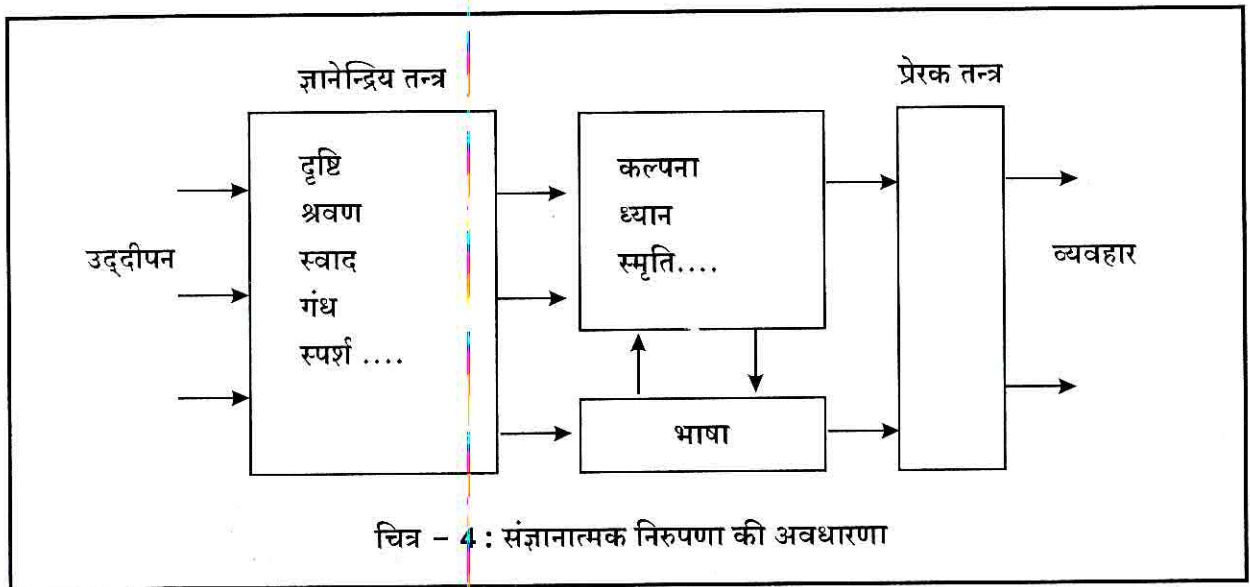 ज्ञानेन्द्रिय तन्त्र
प्रेरक तन्त्र
उद्‌दीपन
दृष्टि
श्रवण
स्वाद
गंध
स्पर्श ....
कल्पना
ध्यान
स्मृति....
भाषा
व्यवहार
चित्र – 4 : संज्ञानात्मक निरुपणा की अवधारणा